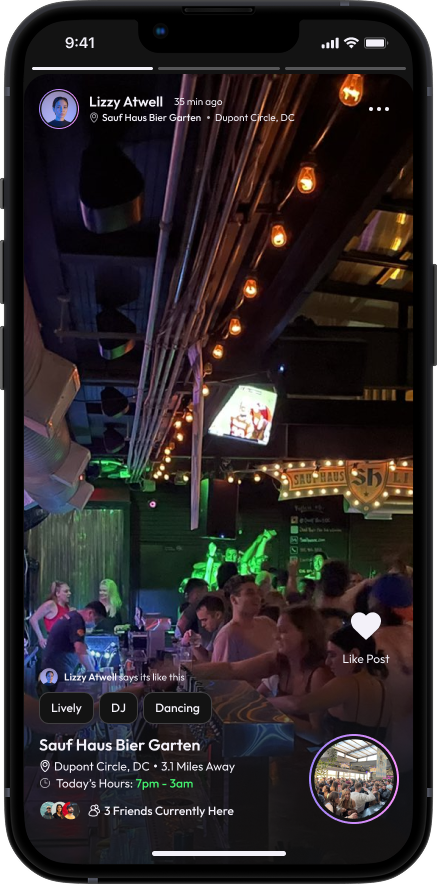 9:41
Lizzy Atwell 35 min ago
Sauf Haus Bier Garten • Dupont Circle, DC
SAUFHAUS sh
Like Post
Lizzy Atwell says its like this
Lively DJ Dancing
Sauf Haus Bier Garten
Dupont Circle, DC • 3.1 Miles Away
Today's Hours: 7pm - 3am
3 Friends Currently Here